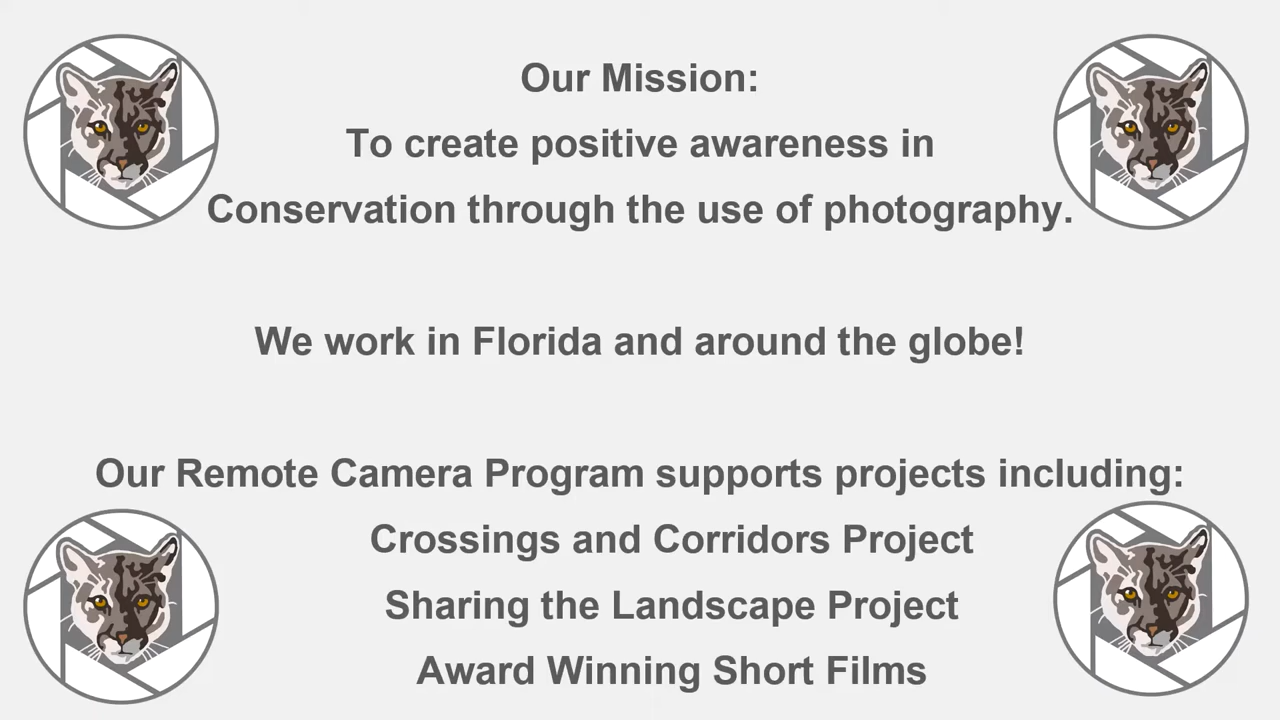 Our Mission:
To create positive awareness in
Conservation through the use of photography.
We work in Florida and around the globe!
Our Remote Camera Program supports projects including:
Crossings and Corridors Project
Sharing the Landscape Project
Award Winning Short Films